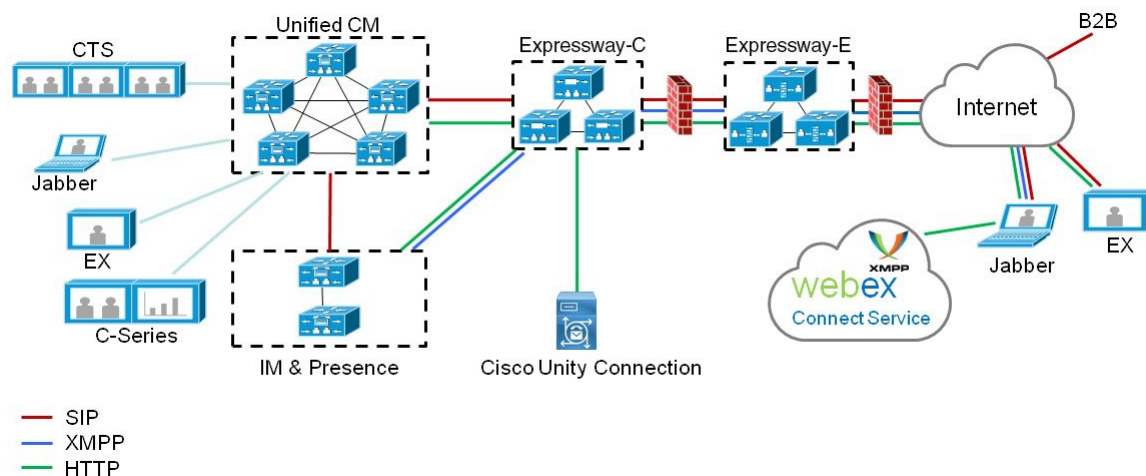 Unified CM
CTS
Expressway-C
Expressway-E
B2B
Internet
Jabber
EX
XMPP
webex
Connect Service
Jabber
EX
C-Series
IM & Presence
Cisco Unity Connection
SIP
XMPP
HTTP